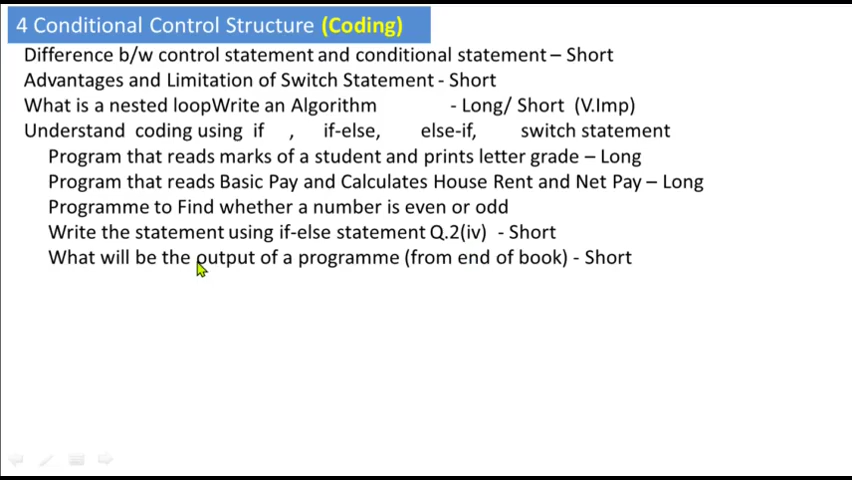 4 Conditional Control Structure (Coding)
Difference b/w control statement and conditional statement – Short
Advantages and Limitation of Switch Statement - Short
What is a nested loopWrite an Algorithm - Long/ Short (V.Imp)
Understand coding using if , if-else, else-if, switch statement
Program that reads marks of a student and prints letter grade – Long
Program that reads Basic Pay and Calculates House Rent and Net Pay – Long
Programme to Find whether a number is even or odd
Write the statement using if-else statement Q.2(iv) - Short
What will be the output of a programme (from end of book) - Short